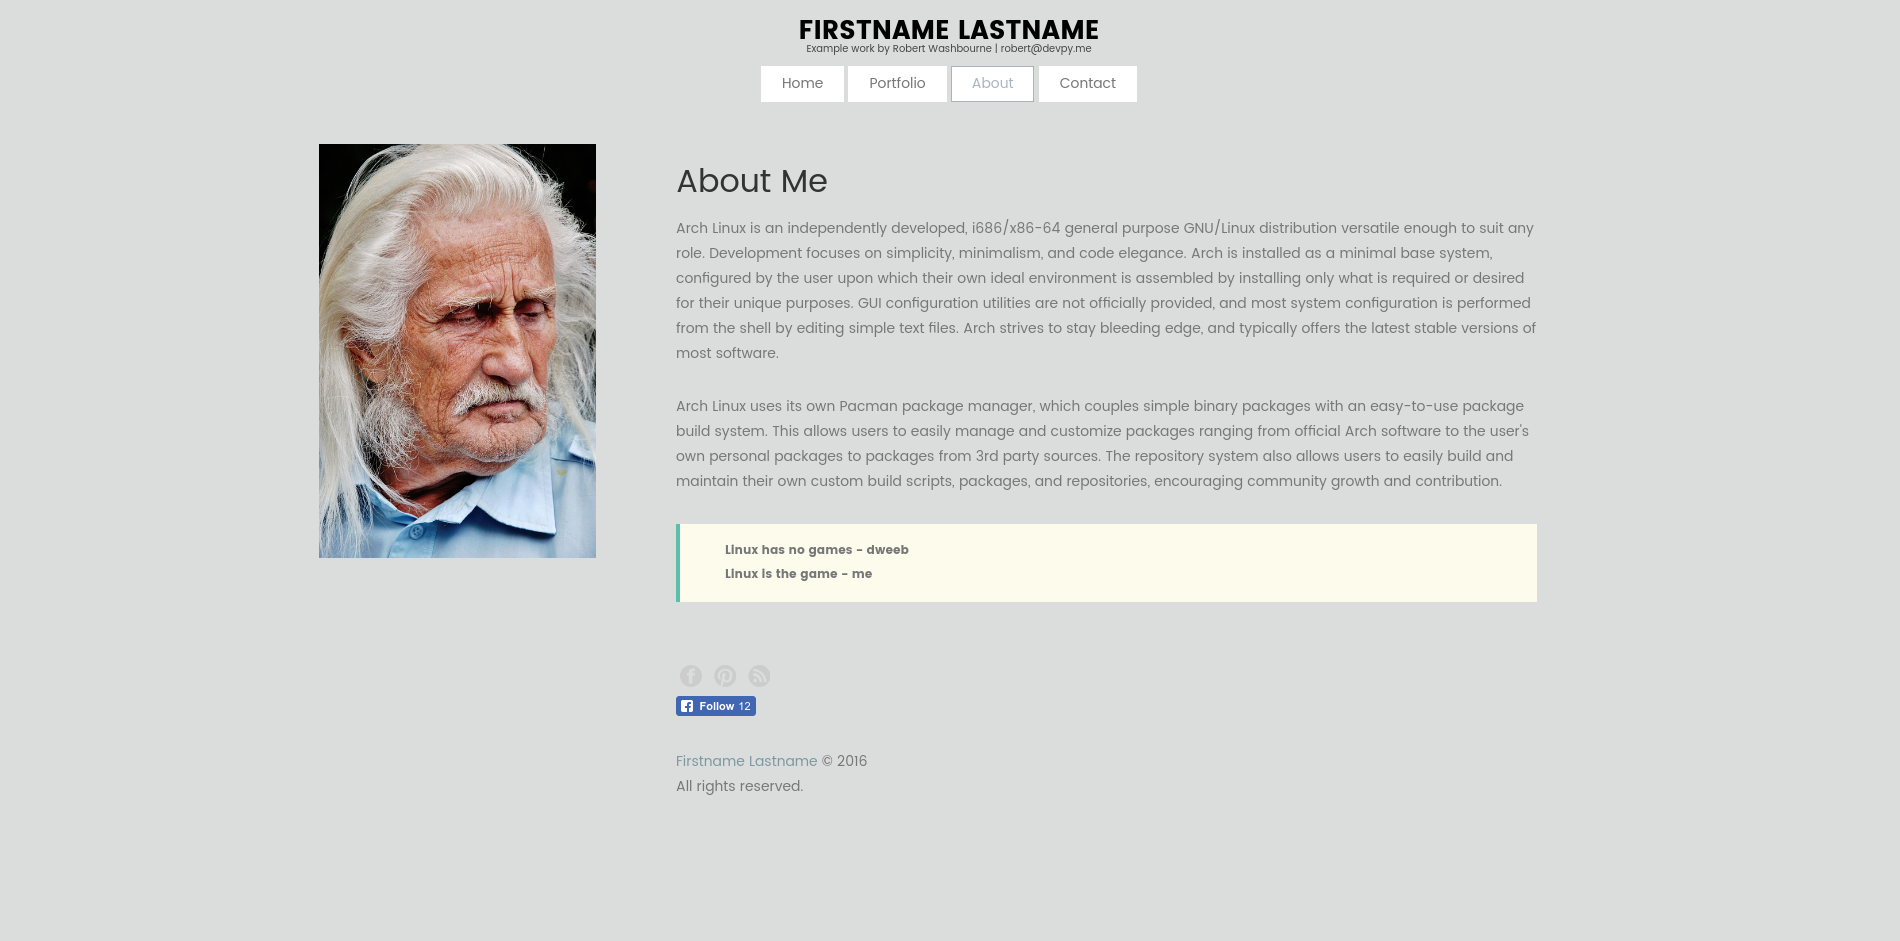 FIRSTNAME LASTNAME
Example work by Robert Washbourne | robert@devpy.me
Home Portfolio About Contact
About Me
Arch Linux is an independently developed, i686/x86-64 general purpose GNU/Linux distribution versatile enough to suit any
role. Development focuses on simplicity, minimalism, and code elegance. Arch is installed as a minimal base system,
configured by the user upon which their own ideal environment is assembled by installing only what is required or desired
for their unique purposes. GUI configuration utilities are not officially provided, and most system configuration is performed
from the shell by editing simple text files. Arch strives to stay bleeding edge, and typically offers the latest stable versions of
most software.
Arch Linux uses its own Pacman package manager, which couples simple binary packages with an easy-to-use package
build system. This allows users to easily manage and customize packages ranging from official Arch software to the user's
own personal packages to packages from 3rd party sources. The repository system also allows users to easily build and
maintain their own custom build scripts, packages, and repositories, encouraging community growth and contribution.
Linux has no games - dweeb
Linux is the game - me
Follow 12
Firstname Lastname © 2016
All rights reserved.